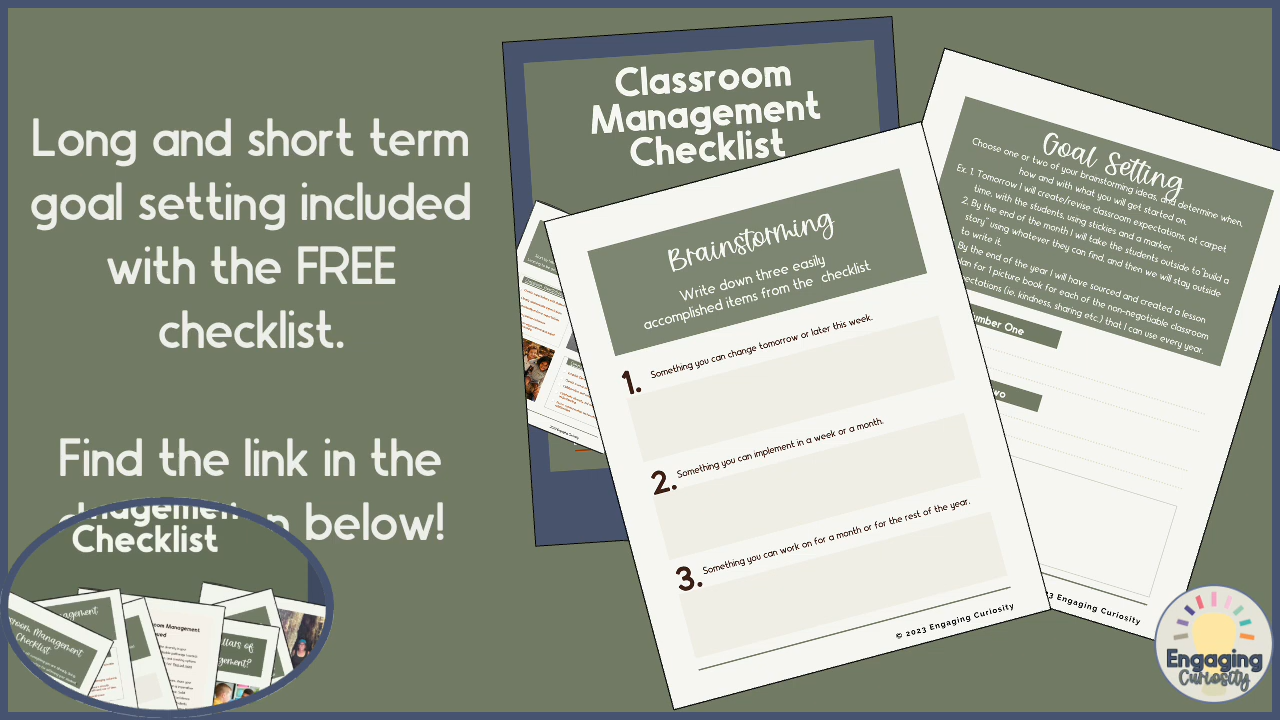 Long and short term
goal setting included
with the FREE
checklist.
Find the link in the
below!
Classroom
Management
Checklist
Brainstorming
Write down three easily
accomplished items from the checklist
1. Something you can change tomorrow or later this week.
2. Something you can implement in a week or a month.
3. Something you can work on for a month or for the rest of the year.
© 2023 Engaging Curiosity
Goal Setting
Choose one or two of your brainstorming ideas, and determine when,
how and with what you will get started on.
Ex. 1. Tomorrow I will create/revise classroom expectations, at carpet
time, with the students, using stickies and a marker.
2. By the end of the month I will take the students outside to "build a
story" using whatever they can find, and then we will stay outside
to write it.
By the end of the year I will have sourced and created a lesson
plan for 1 picture book for each of the non-negotiable classroom
expectations (ie. kindness, sharing etc.) that I can use every year.
Number One
Engaging Curiosity
Checklist
Management
Checklist
Engaging
Curiosity